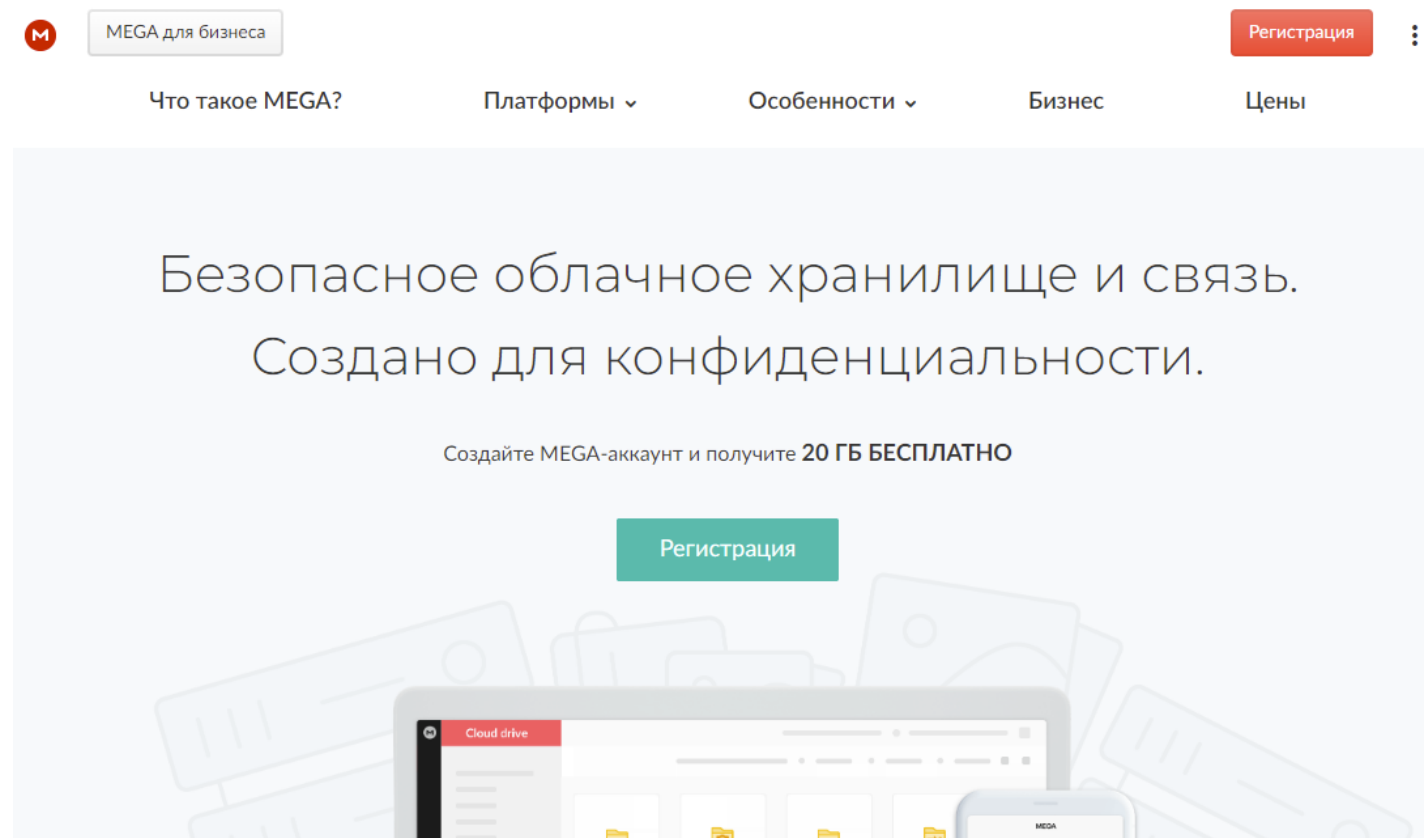 M
MEGA для бизнеса
Регистрация
Что такое MEGA?
Платформы
Особенности
Бизнес
Цены
Безопасное облачное хранилище и связь.
Создано для конфиденциальности.
Создайте MEGA-аккаунт и получите 20 ГБ БЕСПЛАТНО
Регистрация
M Cloud drive
MEGA